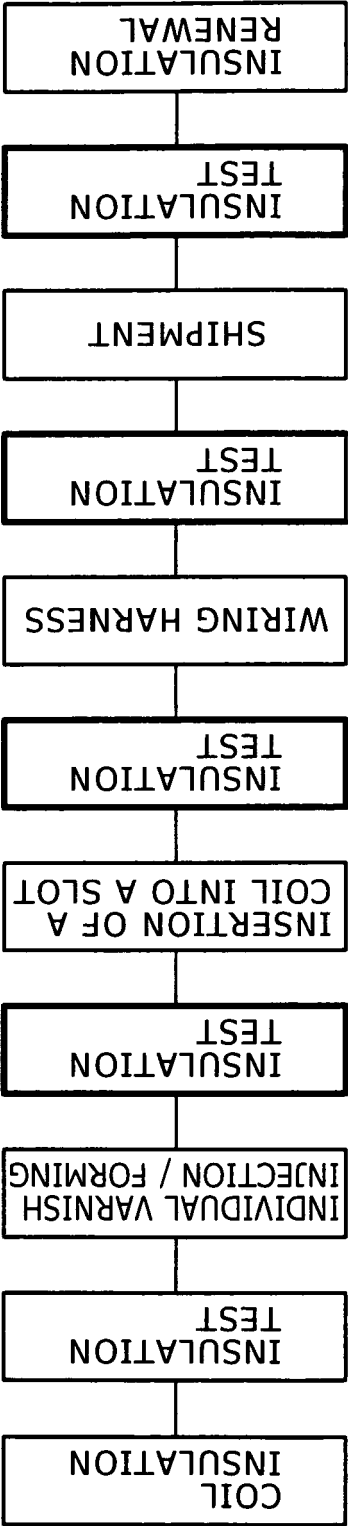 COIL
INSULATION
INSULATION
TEST
INDIVIDUAL VARNISH
INJECTION / FORMING
INSULATION
TEST
INSERTION OF A
COIL INTO A SLOT
INSULATION
TEST
WIRING HARNESS
INSULATION
TEST
SHIPMENT
INSULATION
TEST
INSULATION
RENEWAL